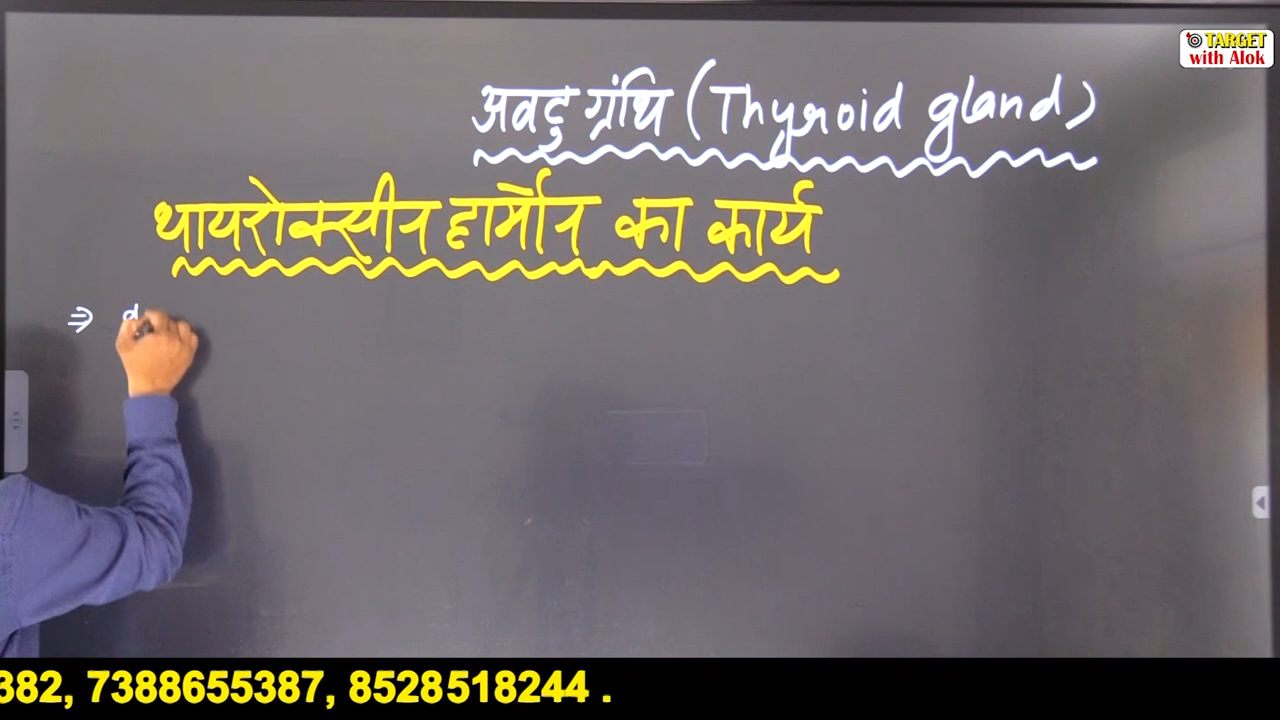 TARGET
with Alok
अवटु ग्रंथि (Thyroid gland)
थायरोक्सीन हार्मोन का कार्य
⇒
382, 7388655387, 8528518244 .